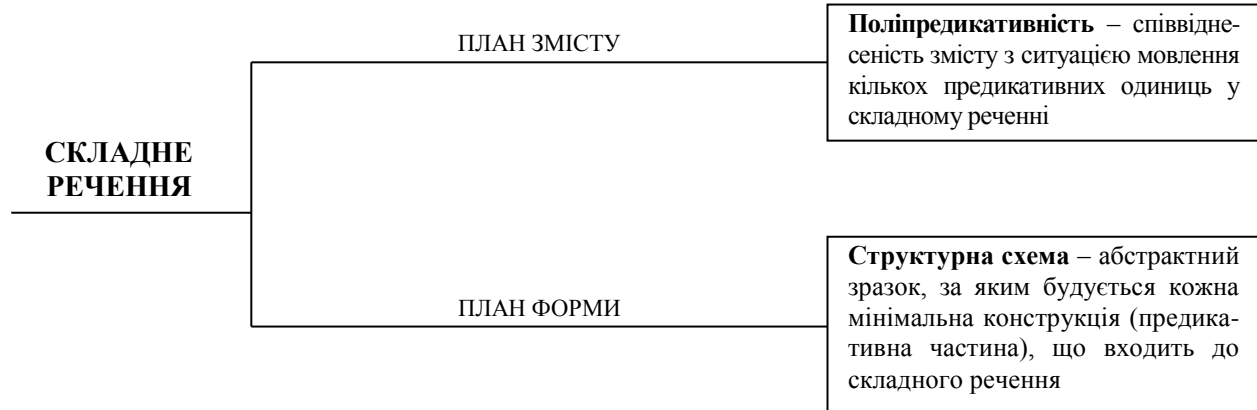 ПЛАН ЗМІСТУ
Поліпредикативність – співвідне-
сеність змісту з ситуацією мовлення
кількох предикативних одиниць у
складному реченні
СКЛАДНЕ
РЕЧЕННЯ
ПЛАН ФОРМИ
Структурна схема – абстрактний
зразок, за яким будується кожна
мінімальна конструкція (предика-
тивна частина), що входить до
складного речення